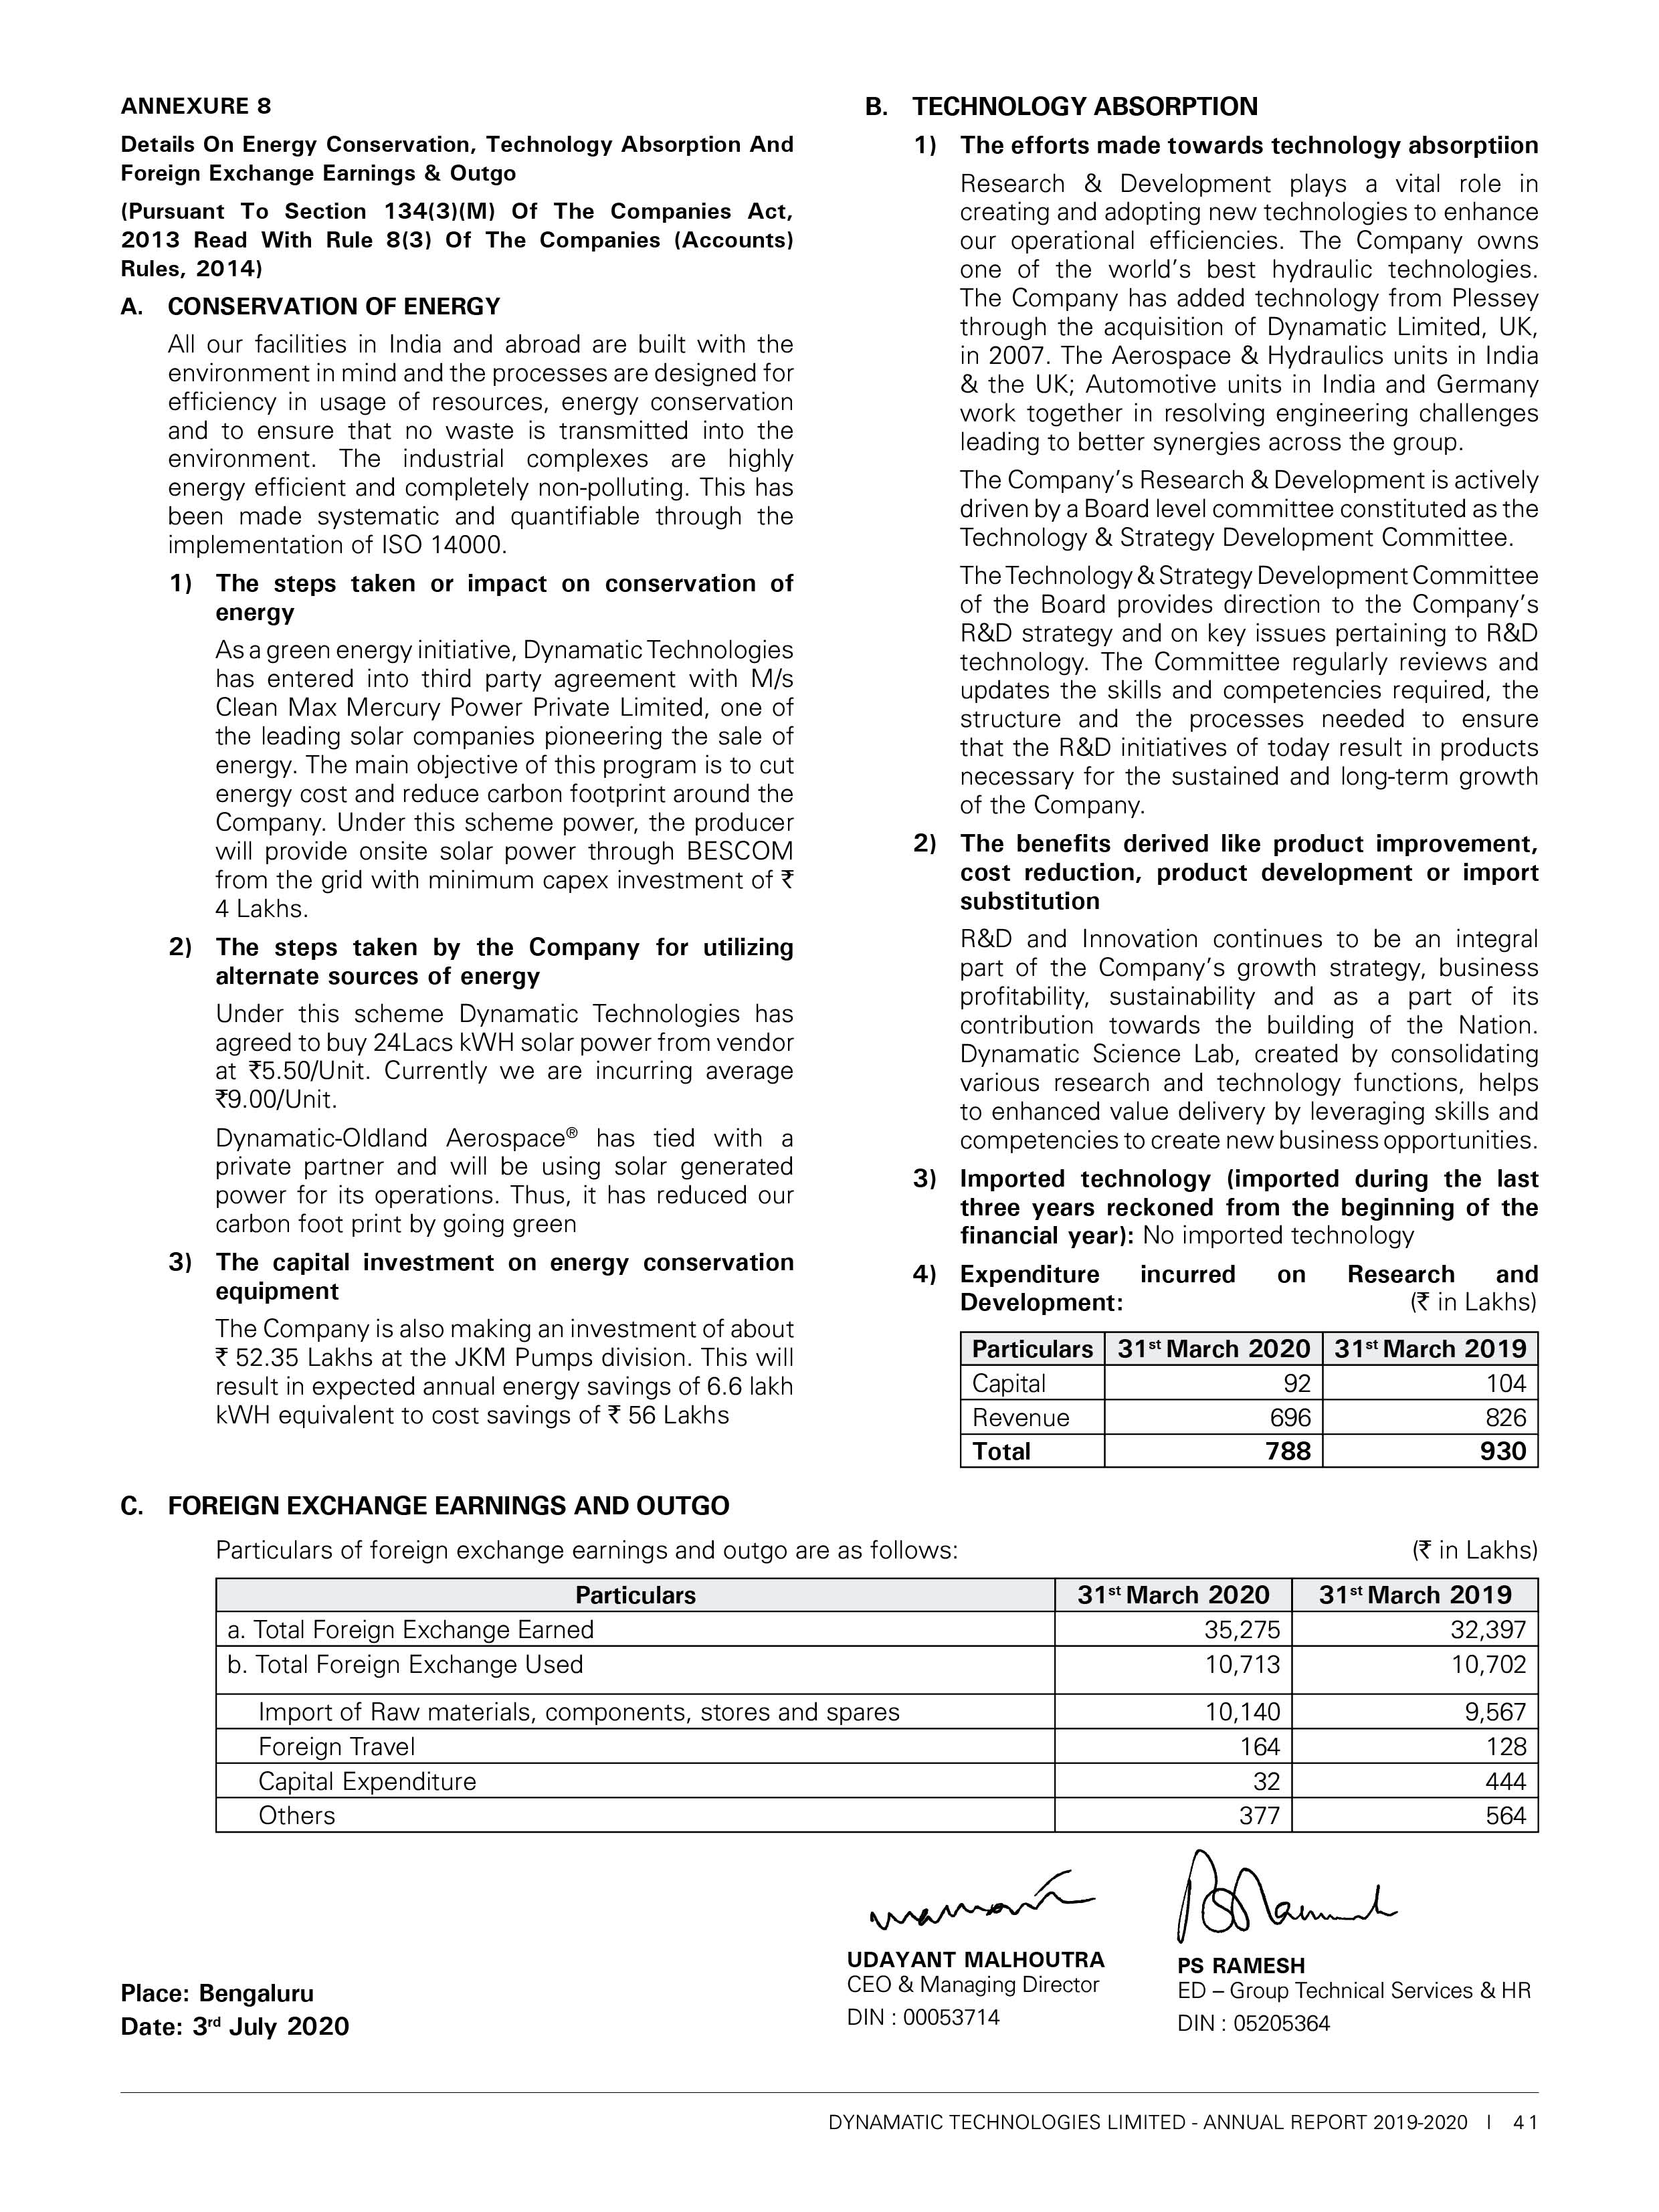 ANNEXURE 8
Details On Energy Conservation, Technology Absorption And
Foreign Exchange Earnings & Outgo
(Pursuant To Section 134(3)(M) Of The Companies Act,
2013 Read With Rule 8(3) Of The Companies (Accounts)
Rules, 2014)
A. CONSERVATION OF ENERGY
All our facilities in India and abroad are built with the
environment in mind and the processes are designed for
efficiency in usage of resources, energy conservation
and to ensure that no waste is transmitted into the
environment. The industrial complexes are highly
energy efficient and completely non-polluting. This has
been made systematic and quantifiable through the
implementation of ISO 14000.
1) The steps taken or impact on conservation of
energy
As a green energy initiative, Dynamatic Technologies
has entered into third party agreement with M/s
Clean Max Mercury Power Private Limited, one of
the leading solar companies pioneering the sale of
energy. The main objective of this program is to cut
energy cost and reduce carbon footprint around the
Company. Under this scheme power, the producer
will provide onsite solar power through BESCOM
from the grid with minimum capex investment of ₹
4 Lakhs.
2) The steps taken by the Company for utilizing
alternate sources of energy
Under this scheme Dynamatic Technologies has
agreed to buy 24Lacs kWH solar power from vendor
at ₹5.50/Unit. Currently we are incurring average
₹9.00/Unit.
Dynamatic-Oldland Aerospace® has tied with a
private partner and will be using solar generated
power for its operations. Thus, it has reduced our
carbon foot print by going green
3) The capital investment on energy conservation
equipment
The Company is also making an investment of about
₹ 52.35 Lakhs at the JKM Pumps division. This will
result in expected annual energy savings of 6.6 lakh
kWH equivalent to cost savings of ₹ 56 Lakhs
B. TECHNOLOGY ABSORPTION
1) The efforts made towards technology absorptiion
Research & Development plays a vital role in
creating and adopting new technologies to enhance
our operational efficiencies. The Company owns
one of the world's best hydraulic technologies.
The Company has added technology from Plessey
through the acquisition of Dynamatic Limited, UK,
in 2007. The Aerospace & Hydraulics units in India
& the UK; Automotive units in India and Germany
work together in resolving engineering challenges
leading to better synergies across the group.
The Company's Research & Development is actively
driven by a Board level committee constituted as the
Technology & Strategy Development Committee.
The Technology & Strategy Development Committee
of the Board provides direction to the Company's
R&D strategy and on key issues pertaining to R&D
technology. The Committee regularly reviews and
updates the skills and competencies required, the
structure and the processes needed to ensure
that the R&D initiatives of today result in products
necessary for the sustained and long-term growth
of the Company.
2) The benefits derived like product improvement,
cost reduction, product development or import
substitution
R&D and Innovation continues to be an integral
part of the Company's growth strategy, business
profitability, sustainability and as a part of its
contribution towards the building of the Nation.
Dynamatic Science Lab, created by consolidating
various research and technology functions, helps
to enhanced value delivery by leveraging skills and
competencies to create new business opportunities.
3) Imported technology (imported during the last
three years reckoned from the beginning of the
financial year): No imported technology
4) Expenditure incurred on Research and
Development: (₹ in Lakhs)
Particulars 31st March 2020 31st March 2019
Capital 92 104
Revenue 696 826
Total 788 930
C. FOREIGN EXCHANGE EARNINGS AND OUTGO
Particulars of foreign exchange earnings and outgo are as follows: (₹ in Lakhs)
Particulars 31st March 2020 31st March 2019
a. Total Foreign Exchange Earned 35,275 32,397
b. Total Foreign Exchange Used 10,713 10,702
Import of Raw materials, components, stores and spares 10,140 9,567
Foreign Travel 164 128
Capital Expenditure 32 444
Others 377 564
UDAYANT MALHOUTRA
CEO & Managing Director
DIN : 00053714
PS RAMESH
ED – Group Technical Services & HR
DIN : 05205364
Place: Bengaluru
Date: 3rd July 2020
DYNAMATIC TECHNOLOGIES LIMITED - ANNUAL REPORT 2019-2020 I 41